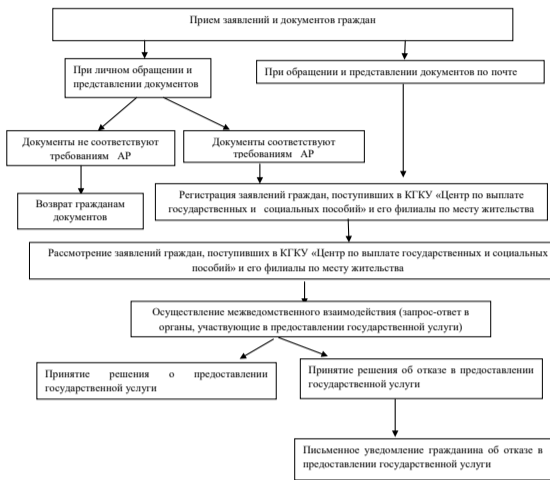 Прием заявлений и документов граждан
При личном обращении и
представлении документов
При обращении и представлении документов по почте
Документы не соответствуют
требованиям АР
Документы соответствуют
требованиям АР
Возврат гражданам
документов
Регистрация заявлений граждан, поступивших в КГКУ «Центр по выплате
государственных и социальных пособий» и его филиалы по месту жительства
Рассмотрение заявлений граждан, поступивших в КГКУ «Центр по выплате государственных и социальных
пособий» и его филиалы по месту жительства
Осуществление межведомственного взаимодействия (запрос-ответ в
органы, участвующие в предоставлении государственной услуги)
Принятие решения о предоставлении
государственной услуги
Принятие решения об отказе в предоставлении
государственной услуги
Письменное уведомление гражданина об отказе в
предоставлении государственной услуги